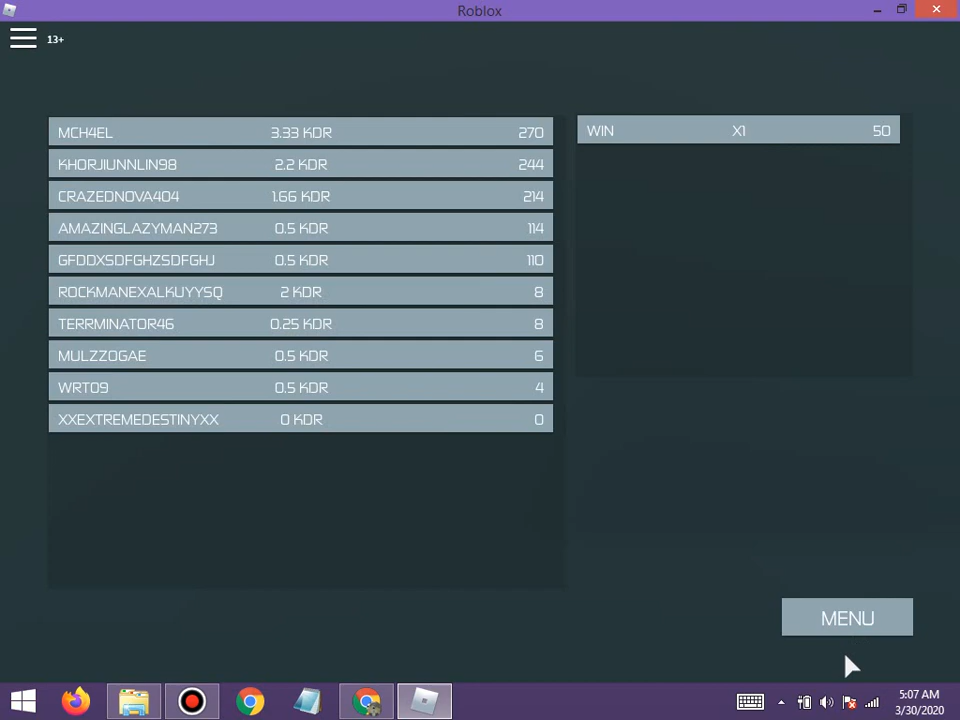 Roblox
13+
MCH4EL 3.33 KDR 270
KHORJIUNNLIN98 2.2 KDR 244
CRAZEDNOVA404 1.66 KDR 214
AMAZINGLAZYMAN273 0.5 KDR 114
GFDDXSDFGHZSDFGHJ 0.5 KDR 110
ROCKMANEXALKUYYSQ 2 KDR 8
TERRMINATOR46 0.25 KDR 8
MULZZOGAE 0.5 KDR 6
WRT09 0.5 KDR 4
XXEXTREMEDESTINYXX 0 KDR 0
WIN X1 50
MENU
5:07 AM
3/30/2020